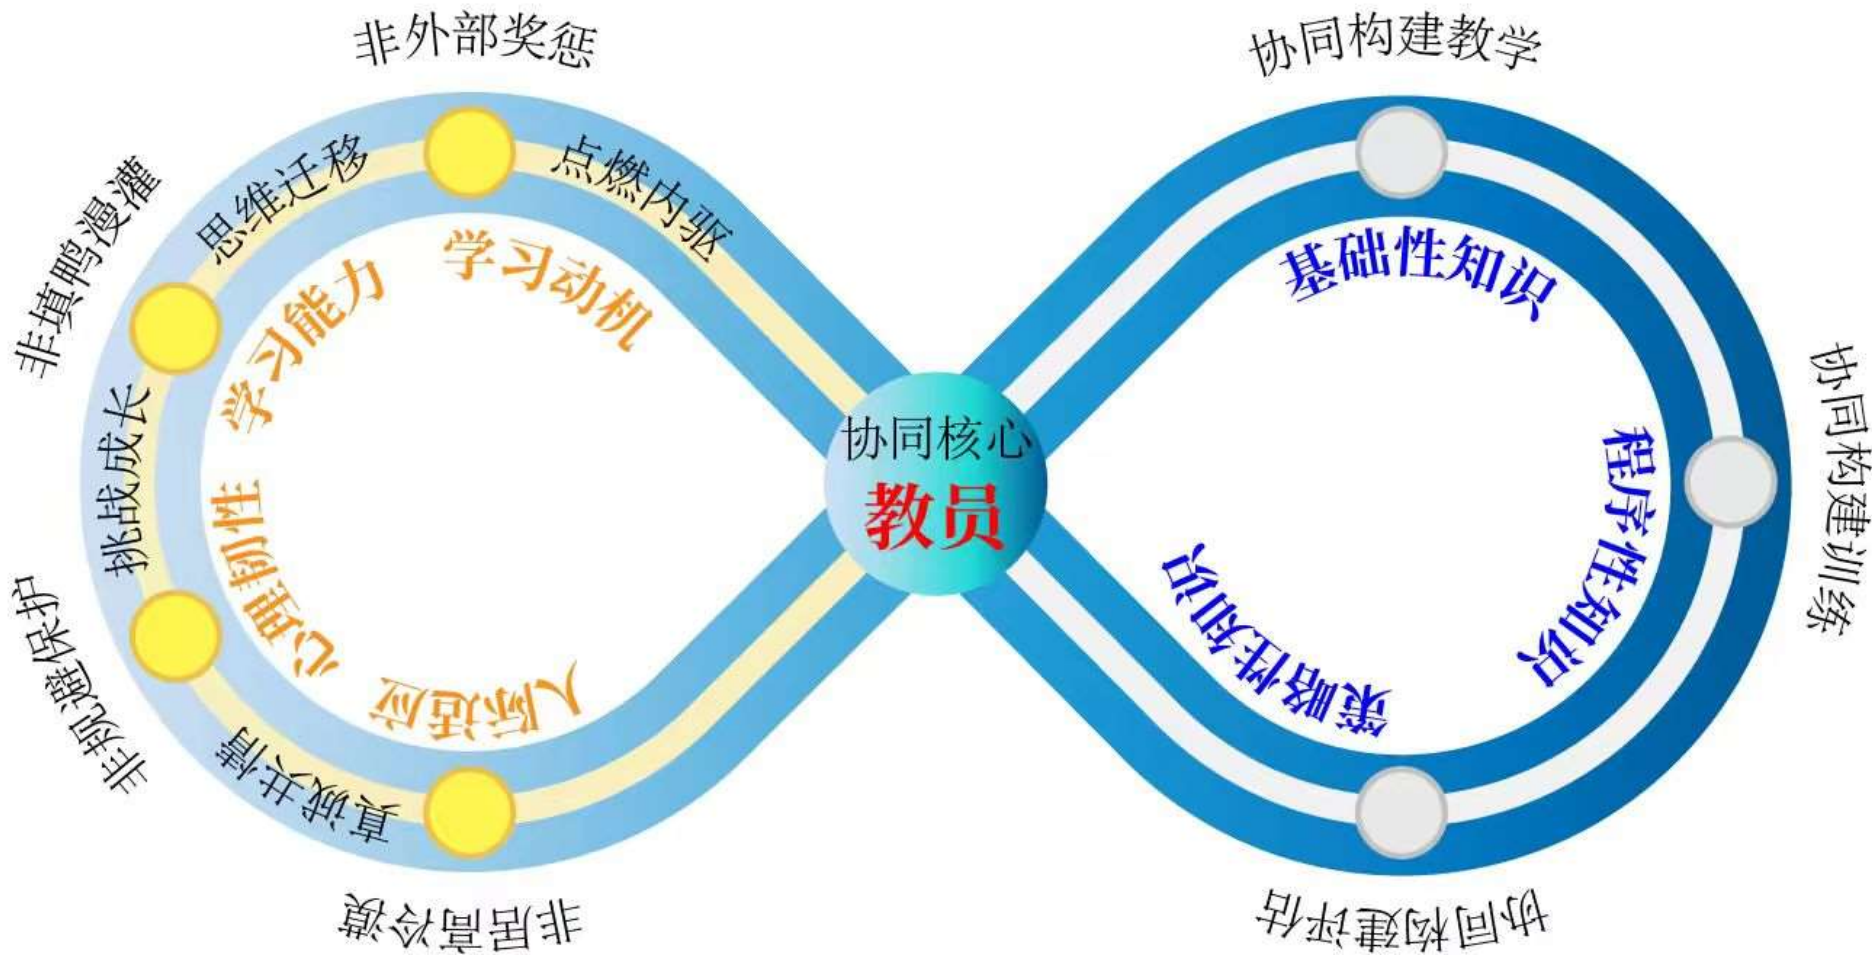 非外部奖惩
协同构建教学
思维迁移
点燃内驱
非填鸭漫灌
学习动机
学习能力
基础性知识
挑战成长
协同核心
教员
协同构建训练
程序性知识
心理韧性
策略性知识
非规避保护
人际适应
真诚共情
非居高冷漠
协同构建评估